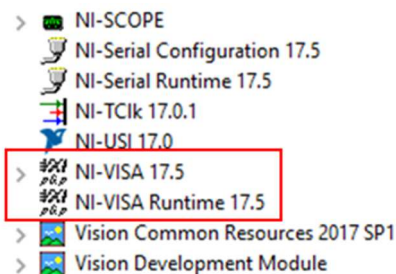 NI-SCOPE
NI-Serial Configuration 17.5
NI-Serial Runtime 17.5
NI-TClk 17.0.1
NI-USI 17.0
NI-VISA 17.5
NI-VISA Runtime 17.5
Vision Common Resources 2017 SP1
Vision Development Module